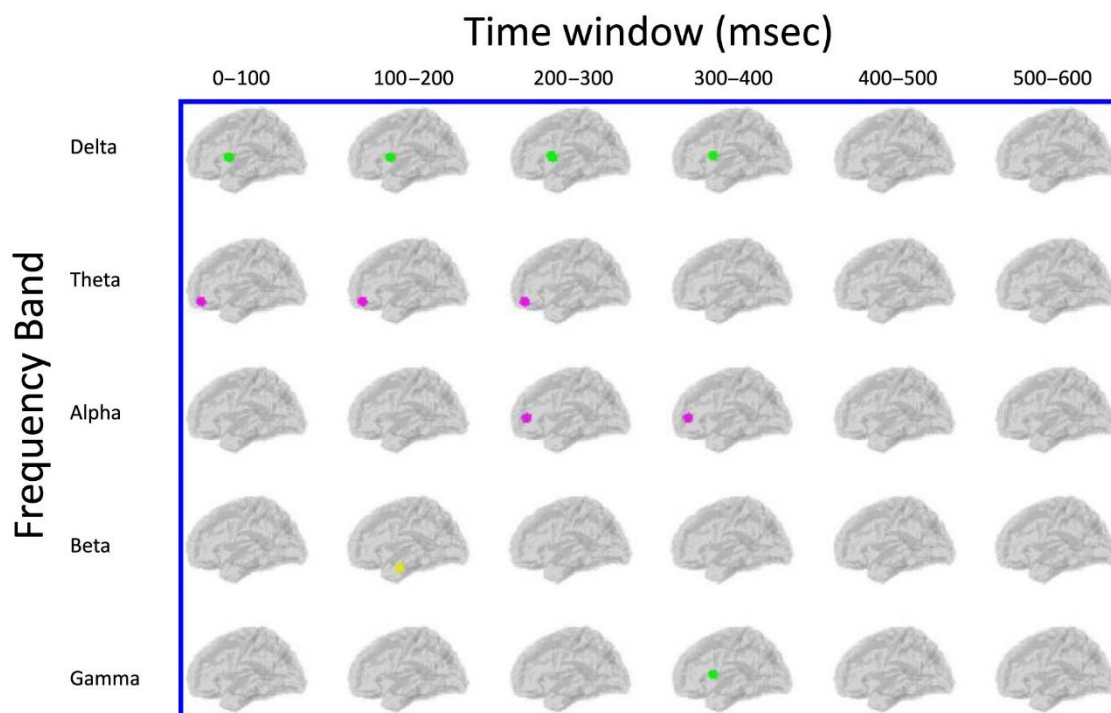 Time window (msec)
0–100 100–200 200–300 300–400 400–500 500–600
Frequency Band
Delta
Theta
Alpha
Beta
Gamma